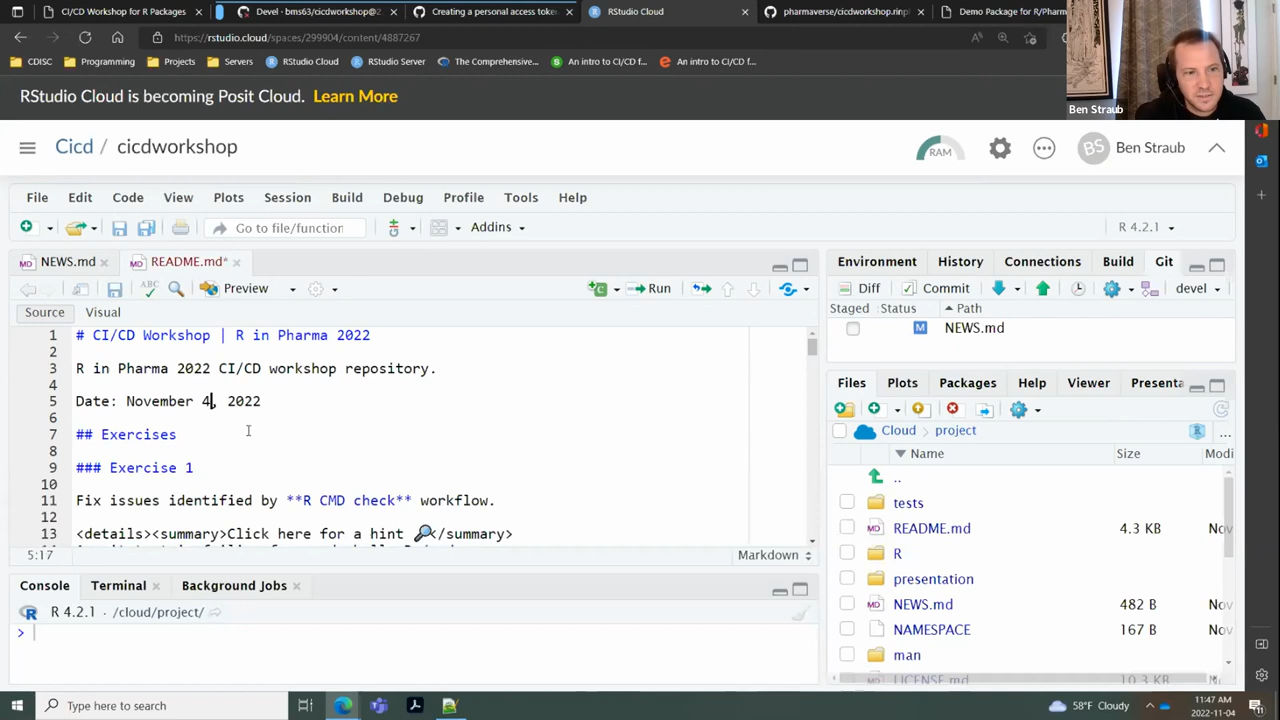 CI/CD Workshop for R Packages
Devel · bms63/cicdworkshop@2
Creating a personal access toke
RStudio Cloud
pharmaverse/cicdworkshop.rinp
Demo Package for R/Pharm
https://rstudio.cloud/spaces/299904/content/4887267
CDISC
Programming
Projects
Servers
RStudio Cloud
RStudio Server
The Comprehensive...
An intro to CI/CD f...
An intro to CI/CD f...
Ben Straub
RStudio Cloud is becoming Posit Cloud. Learn More
Cicd / cicdworkshop
RAM
BS
Ben Straub
File Edit Code View Plots Session Build Debug Profile Tools Help
Go to file/function
Addins
R 4.2.1
NEWS.md
README.md*
ABC
Preview
Run
Source Visual
1 # CI/CD Workshop | R in Pharma 2022
2
3 R in Pharma 2022 CI/CD workshop repository.
4
5 Date: November 4, 2022
6
7 ## Exercises
8
9 ### Exercise 1
10
11 Fix issues identified by **R CMD check** workflow.
12
13 <details><summary>Click here for a hint 🔎</summary>
5:17
Markdown
Console Terminal Background Jobs
R 4.2.1 · /cloud/project/
>
Environment History Connections Build Git
Diff Commit devel
Staged Status Path
M NEWS.md
Files Plots Packages Help Viewer Presenta
Cloud project ...
Name Size Modi
..
tests
README.md 4.3 KB Nov
R
presentation
NEWS.md 482 B Nov
NAMESPACE 167 B Nov
man
LICENSE.md 10.3 KB Nov
Type here to search
58°F Cloudy
11:47 AM
2022-11-04